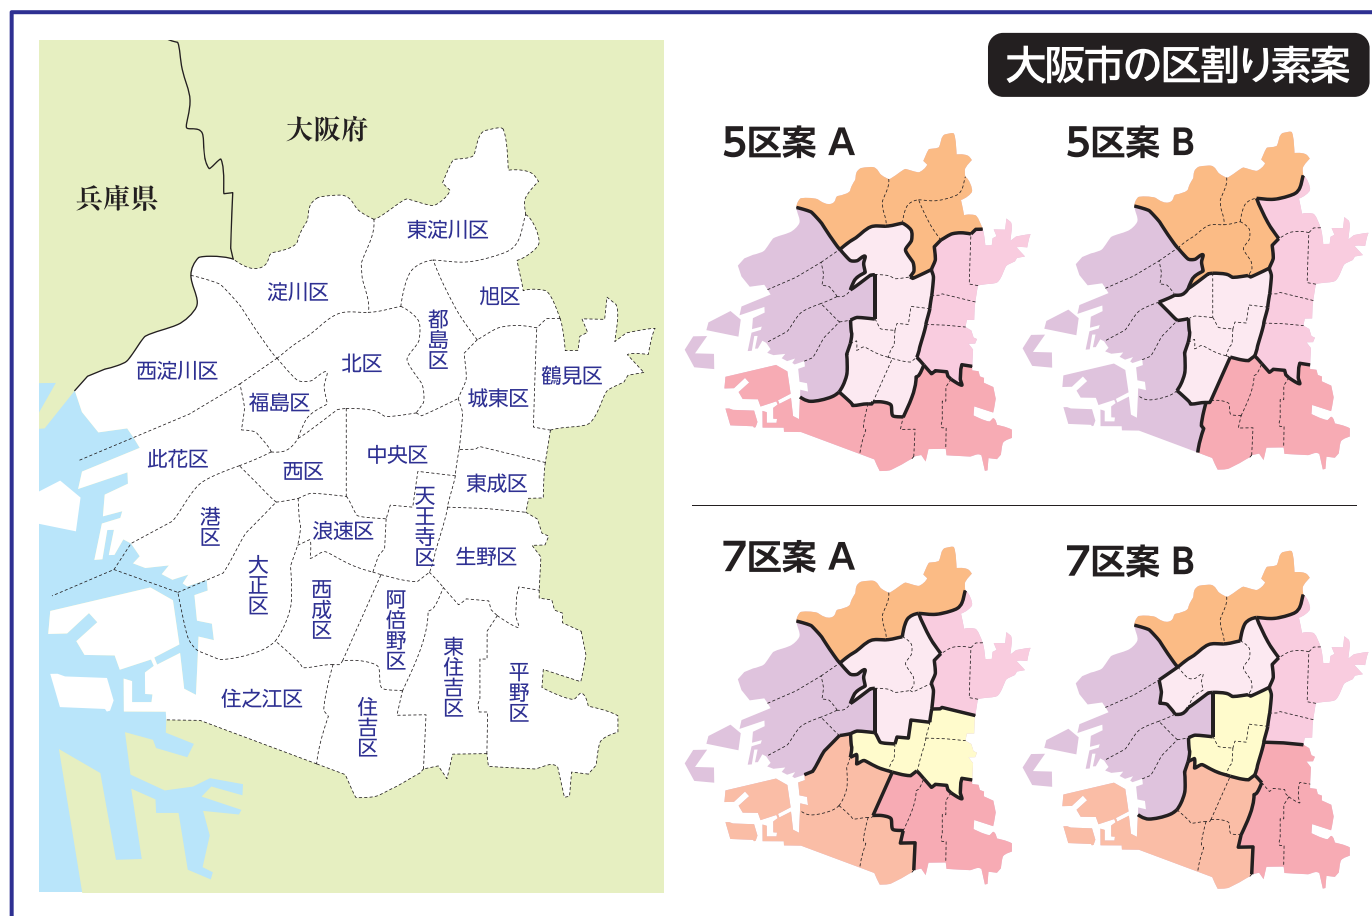 大阪市の区割り素案
大阪府
兵庫県
東淀川区
淀川区
旭区
都島区
西淀川区
北区
鶴見区
福島区
城東区
此花区
西区
中央区
東成区
天王寺区
港区
浪速区
生野区
大正区
西成区
阿倍野区
東住吉区
平野区
住之江区
住吉区
5区案 A
5区案 B
7区案 A
7区案 B